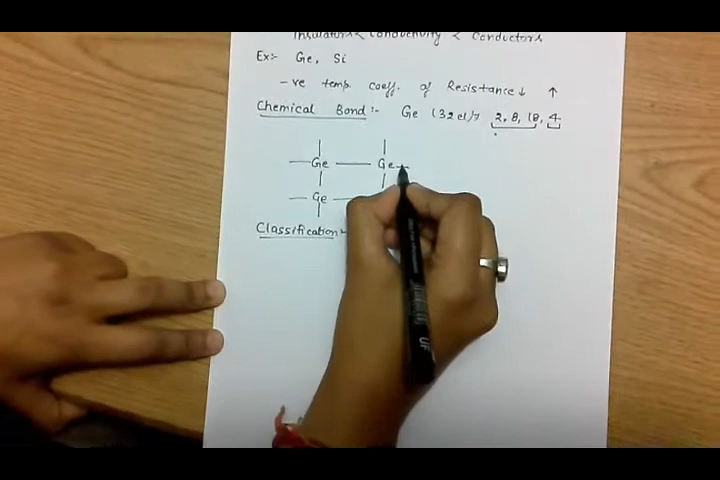 Insulators < Conductivity < Conductors
Ex:- Ge, Si
-ve temp coeff. of Resistance ↓ ↑
Chemical Bond:- Ge (32 el)→ 2, 8, 18, 4
Ge Ge
Ge
Classification:-
UF